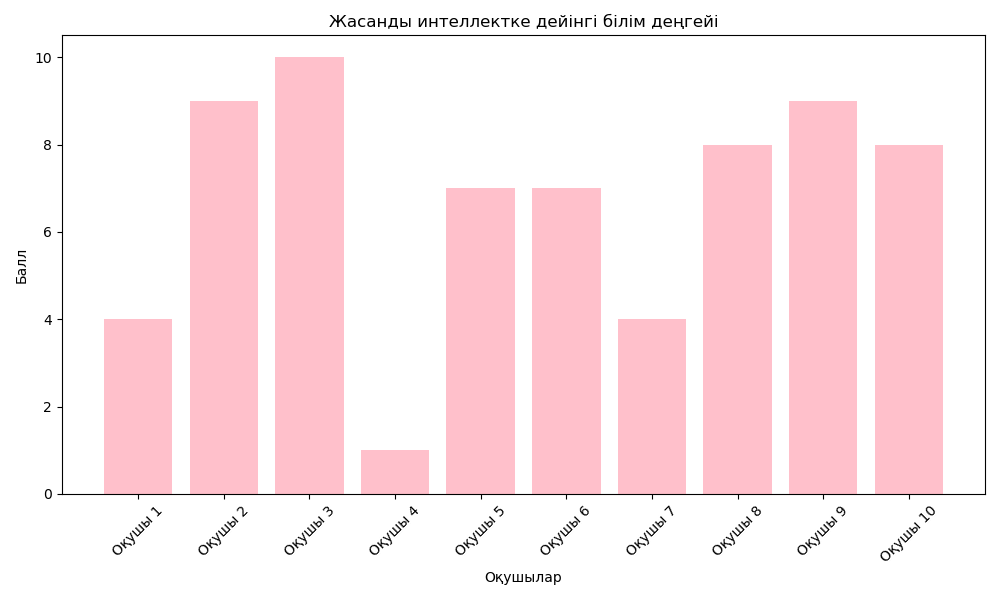 Жасанды интеллектке дейінгі білім деңгейі
Балл
10
8
6
4
2
0
Оқушы 1
Оқушы 2
Оқушы 3
Оқушы 4
Оқушы 5
Оқушы 6
Оқушы 7
Оқушы 8
Оқушы 9
Оқушы 10
Оқушылар